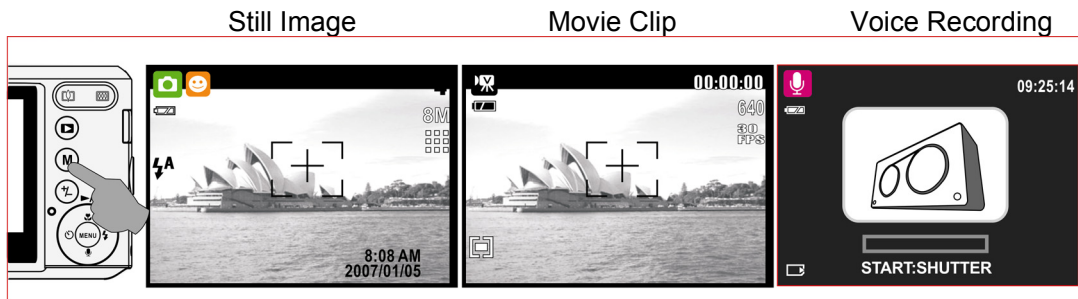 Still Image
Movie Clip
Voice Recording
M
MENU
8M
A
8:08 AM
2007/01/05
00:00:00
640
30
FPS
09:25:14
START:SHUTTER